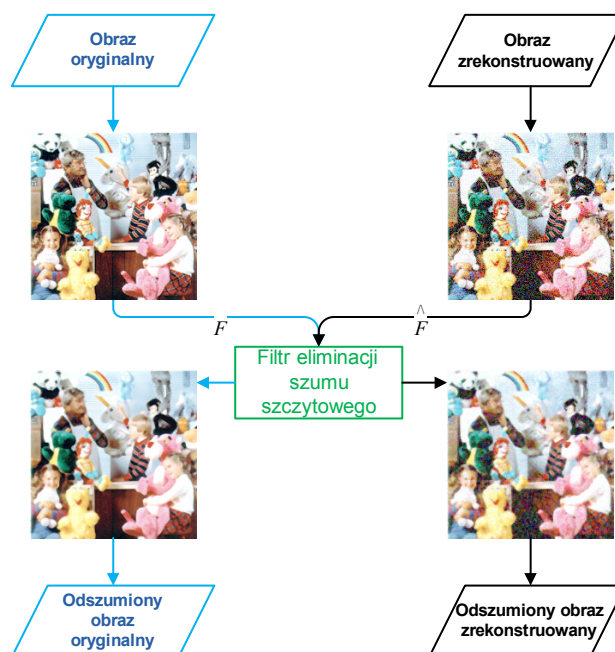 Obraz
oryginalny
Obraz
zrekonstruowany
F
^
F
Filtr eliminacji
szumu
szczytowego
Odszumiony
obraz
oryginalny
Odszumiony obraz
zrekonstruowany